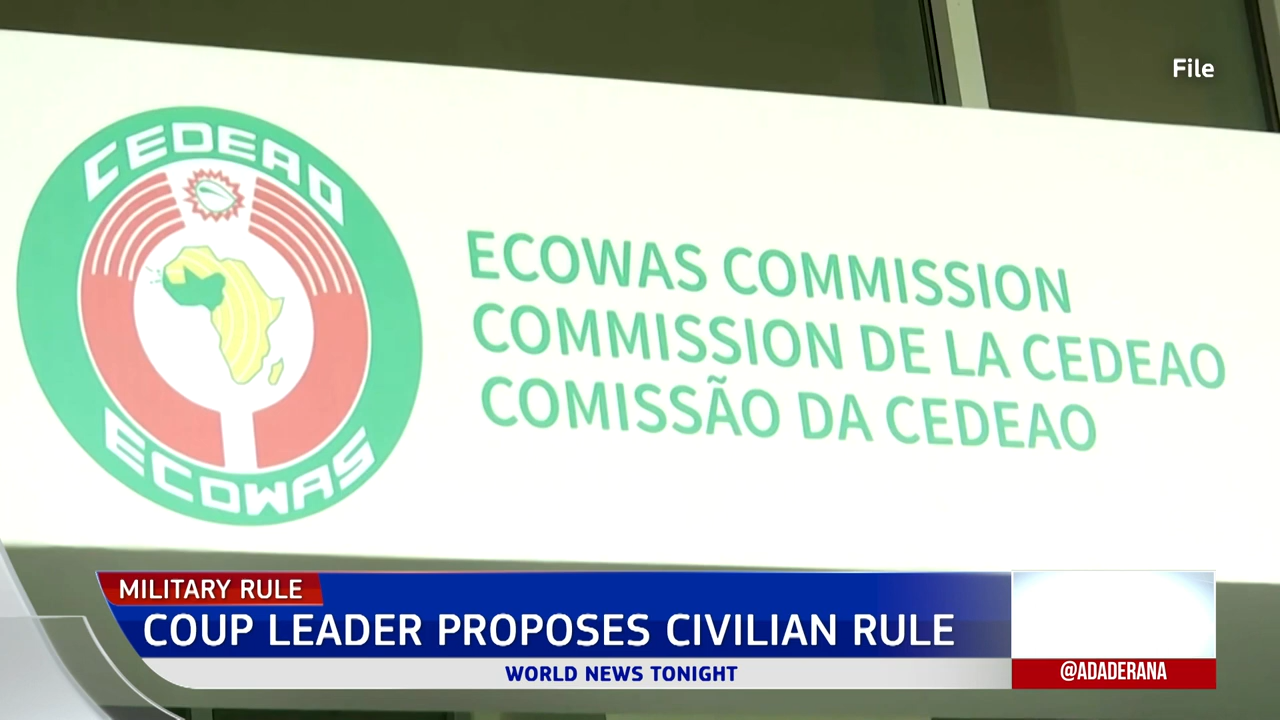 File
CEDEAO
ECOWAS
ECOWAS COMMISSION
COMMISSION DE LA CEDEAO
COMISSÃO DA CEDEAO
MILITARY RULE
COUP LEADER PROPOSES CIVILIAN RULE
WORLD NEWS TONIGHT
@ADADERANA